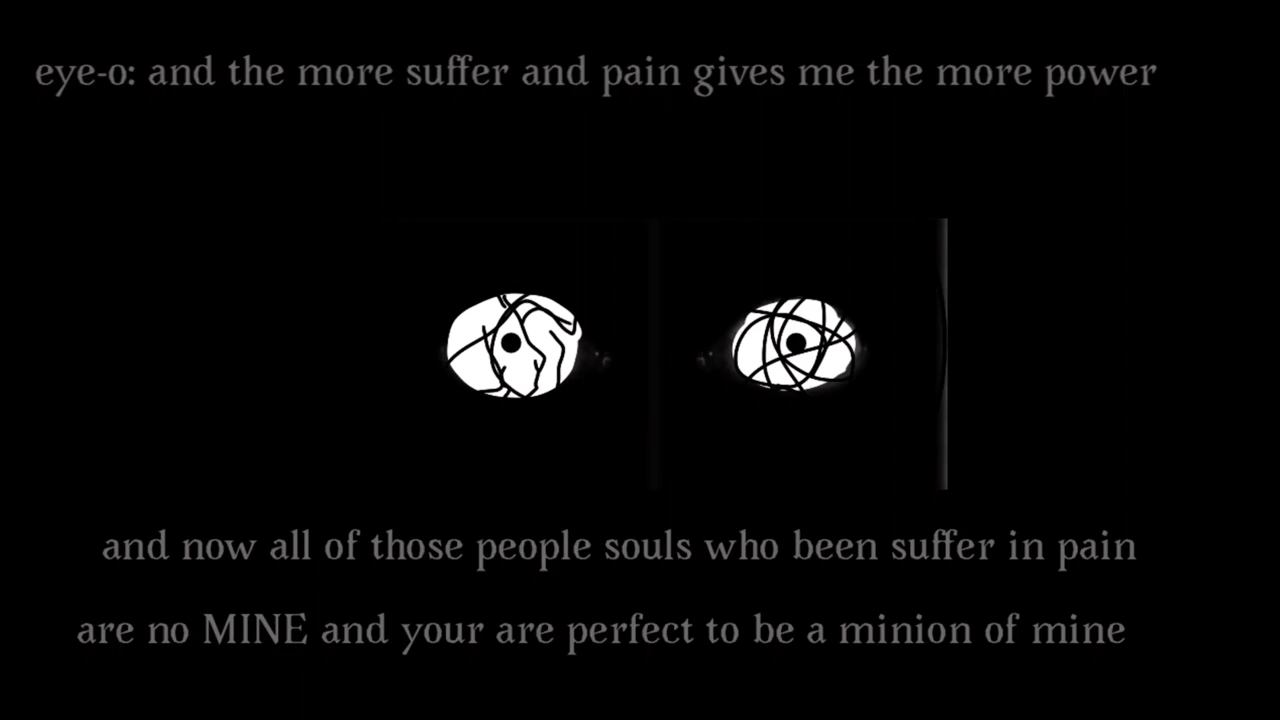 eye-o: and the more suffer and pain gives me the more power
and now all of those people souls who been suffer in pain
are no MINE and your are perfect to be a minion of mine